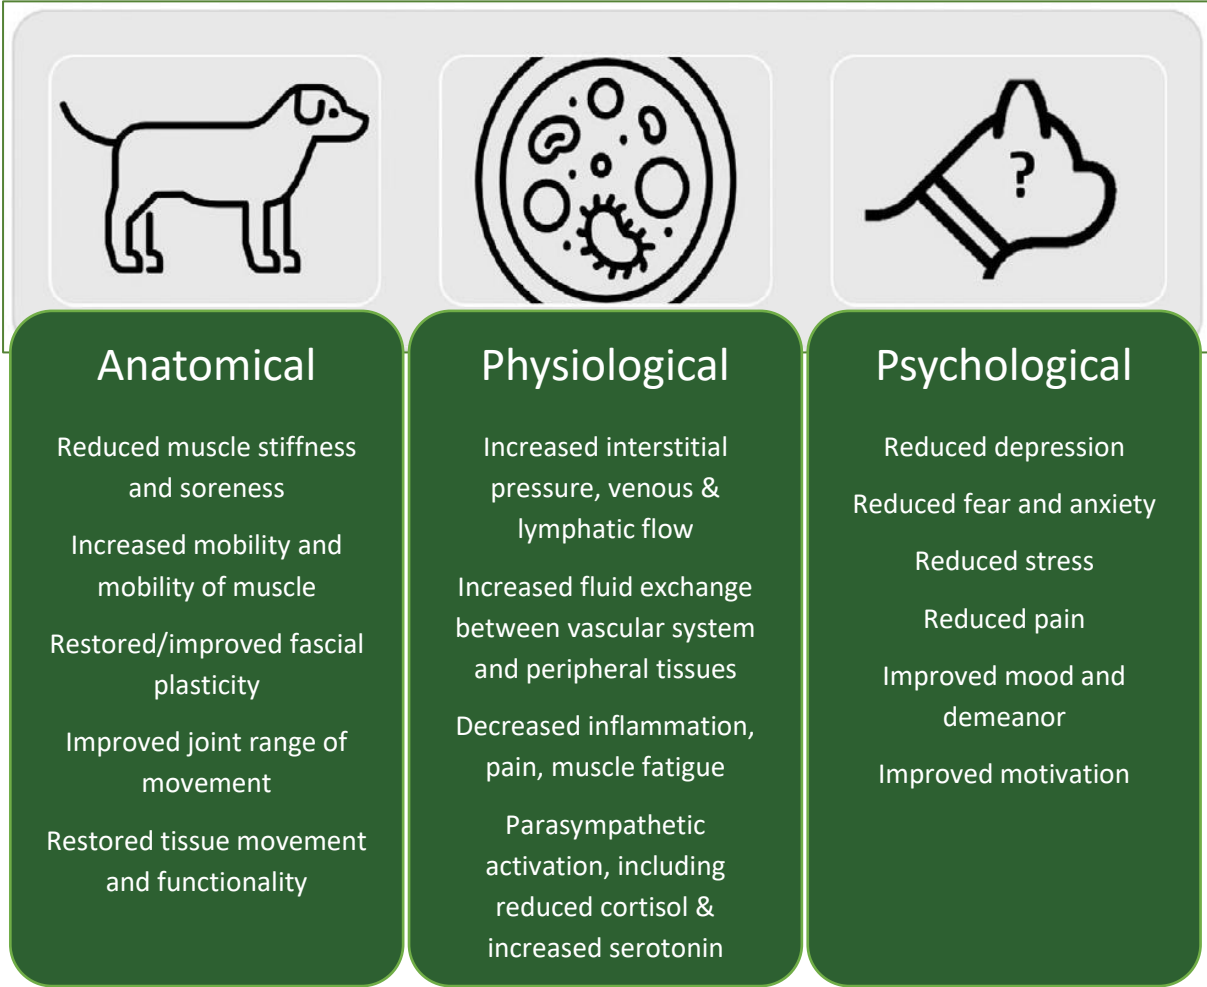 ?
Anatomical
Reduced muscle stiffness
and soreness
Increased mobility and
mobility of muscle
Restored/improved fascial
plasticity
Improved joint range of
movement
Restored tissue movement
and functionality
Physiological
Increased interstitial
pressure, venous &
lymphatic flow
Increased fluid exchange
between vascular system
and peripheral tissues
Decreased inflammation,
pain, muscle fatigue
Parasympathetic
activation, including
reduced cortisol &
increased serotonin
Psychological
Reduced depression
Reduced fear and anxiety
Reduced stress
Reduced pain
Improved mood and
demeanor
Improved motivation